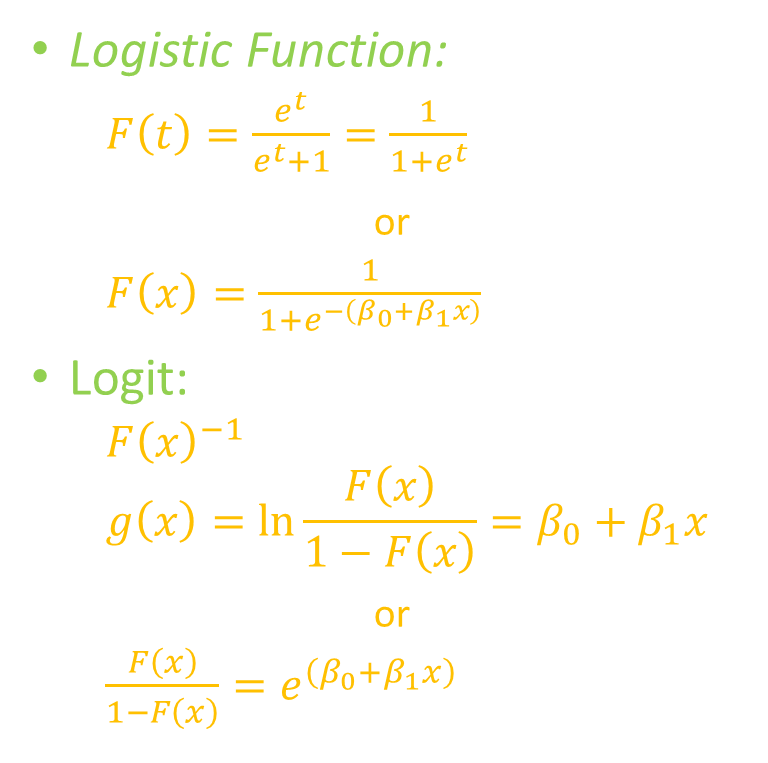 • Logistic Function:
F(t) = e^t/(e^t+1) = 1/(1+e^t)
or
F(x) = 1/(1+e^−(β₀+β₁x))
• Logit:
F(x)^−1
g(x) = ln F(x)/(1 − F(x)) = β₀ + β₁x
or
F(x)/(1−F(x)) = e^(β₀+β₁x)